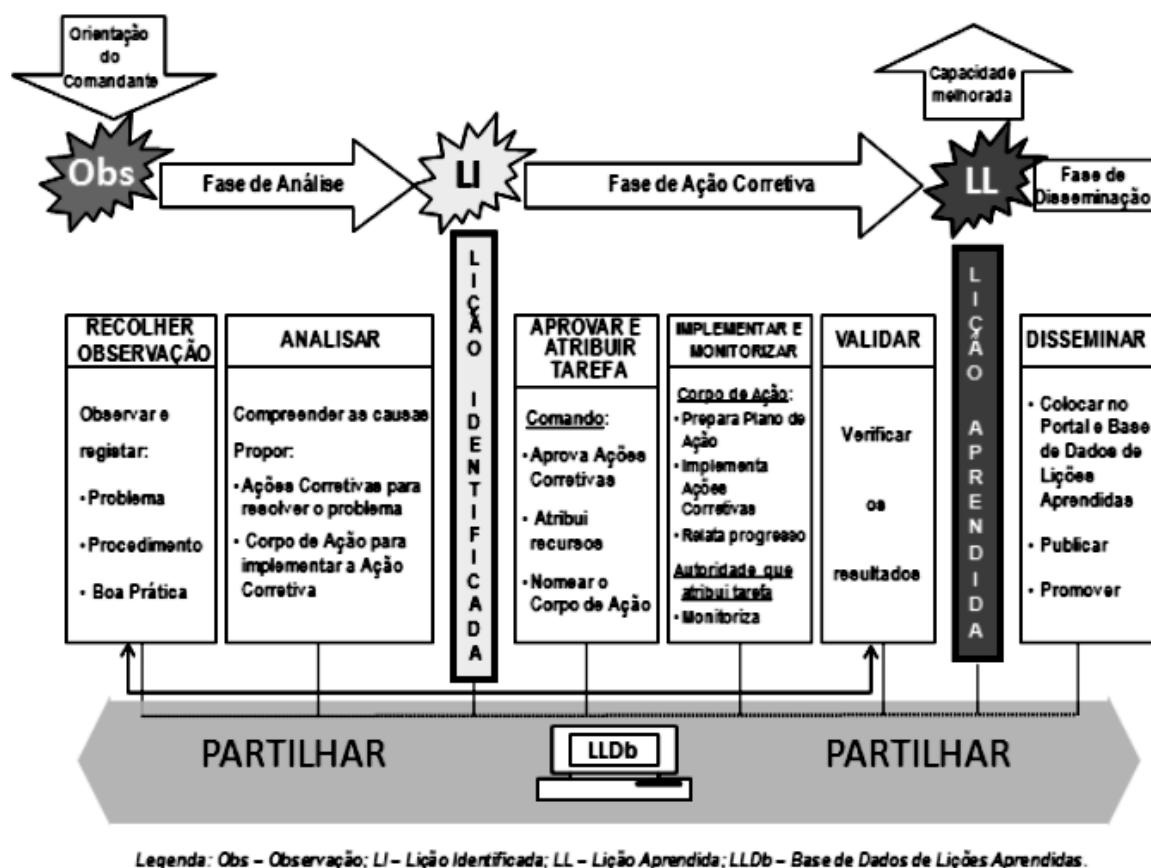 Orientação
do
Comandante
Capacidade
melhorada
Obs
Fase de Análise
LI
Fase de Ação Corretiva
LL
Fase de
Disseminação
RECOLHER
OBSERVAÇÃO
Observar e
registar:
• Problema
• Procedimento
• Boa Prática
ANALISAR
Compreender as causas
Propor:
• Ações Corretivas para
resolver o problema
• Corpo de Ação para
implementar a Ação
Corretiva
LIÇÃO IDENTIFICADA
APROVAR E
ATRIBUIR
TAREFA
Comando:
• Aprova Ações
Corretivas
• Atribui
recursos
• Nomear o
Corpo de Ação
IMPLEMENTAR E
MONITORIZAR
Corpo de Ação:
• Prepara Plano de
Ação
• Implementa
Ações
Corretivas
• Relata progresso
Autoridade que
atribui tarefa
• Monitoriza
VALIDAR
Verificar
os
resultados
LIÇÃO APRENDIDA
DISSEMINAR
• Colocar no
Portal e Base
de Dados de
Lições
Aprendidas
• Publicar
• Promover
PARTILHAR
LLDb
PARTILHAR
Legenda: Obs – Observação; LI – Lição Identificada; LL – Lição Aprendida; LLDb – Base de Dados de Lições Aprendidas.